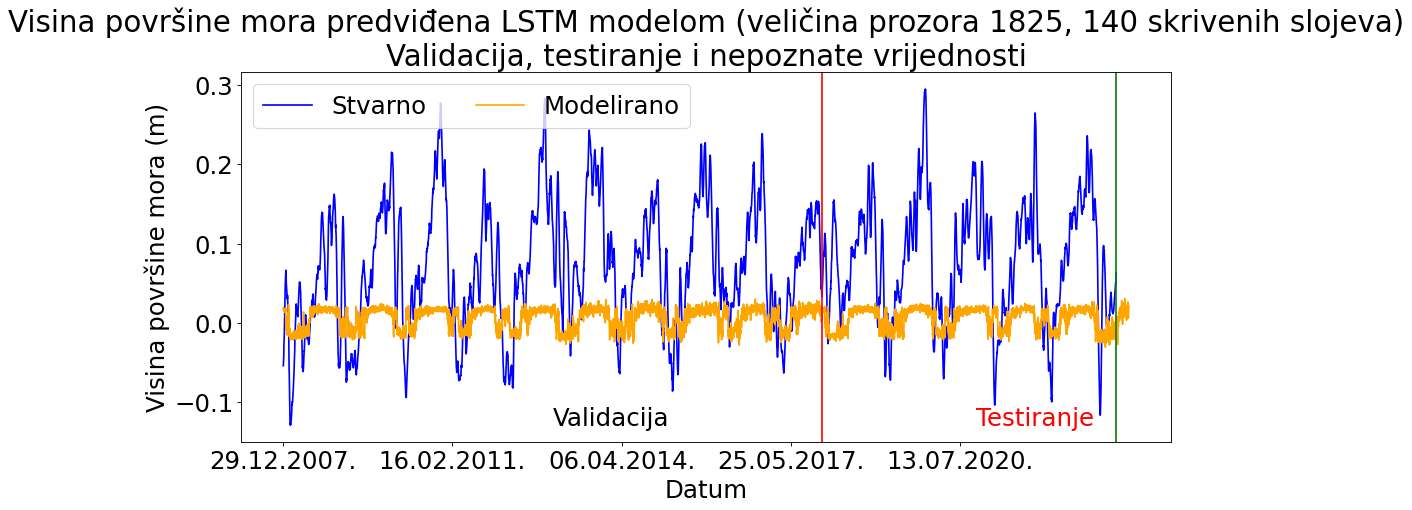 Visina površine mora predviđena LSTM modelom (veličina prozora 1825, 140 skrivenih slojeva)
Validacija, testiranje i nepoznate vrijednosti
Stvarno
Modelirano
Visina površine mora (m)
0.3
0.2
0.1
0.0
−0.1
Validacija
Testiranje
29.12.2007.
16.02.2011.
06.04.2014.
25.05.2017.
13.07.2020.
Datum